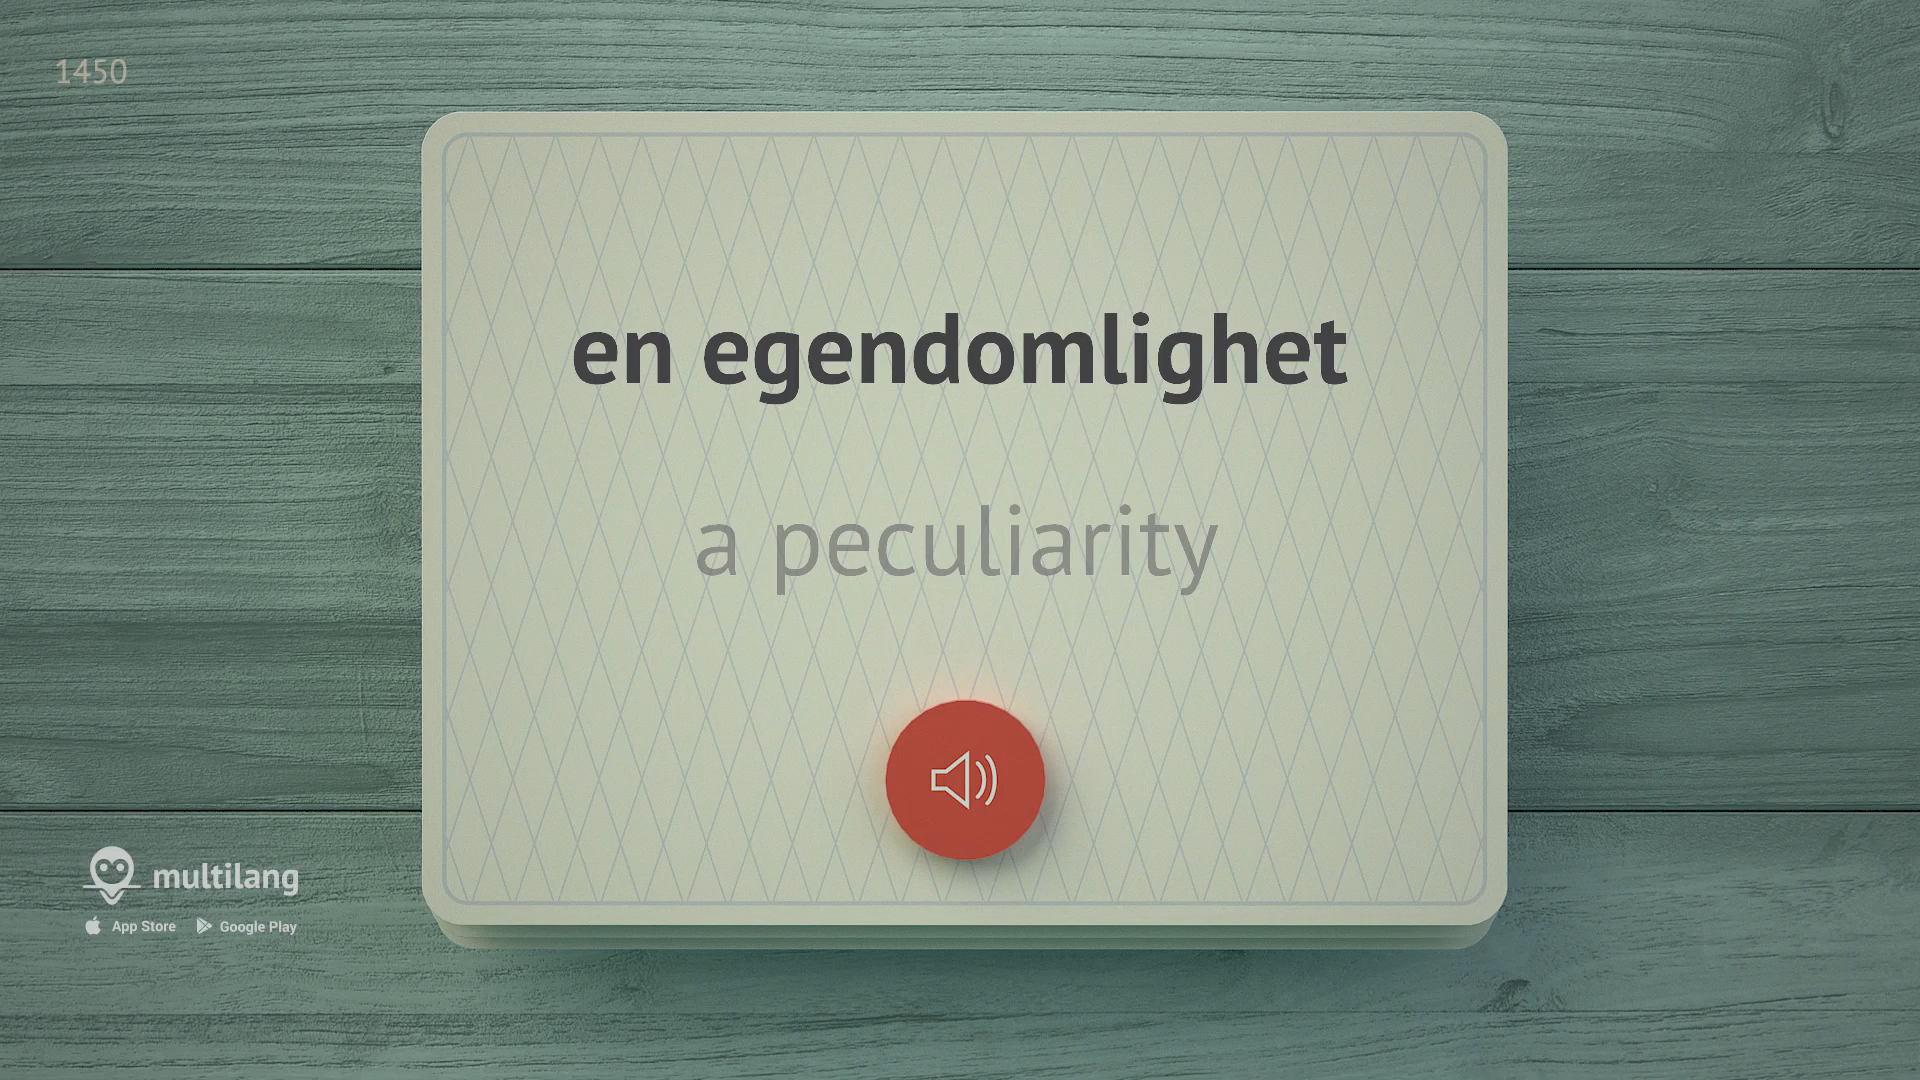 1450
en egendomlighet
a peculiarity
multilang
App Store Google Play